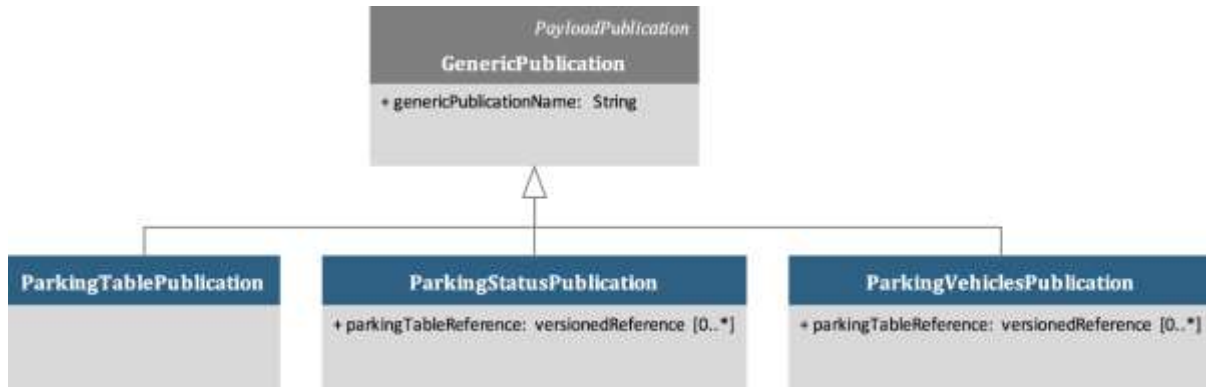 PayloadPublication
GenericPublication
+ genericPublicationName: String
ParkingTablePublication
ParkingStatusPublication
ParkingVehiclesPublication
+ parkingTableReference: versionedReference [0..*]
+ parkingTableReference: versionedReference [0..*]